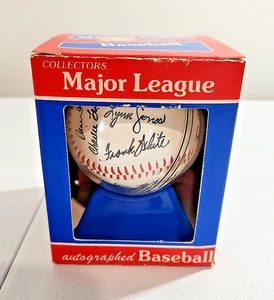 Baseball
COLLECTORS
Major League
Lynn Jones
Frank White
autographed Baseball